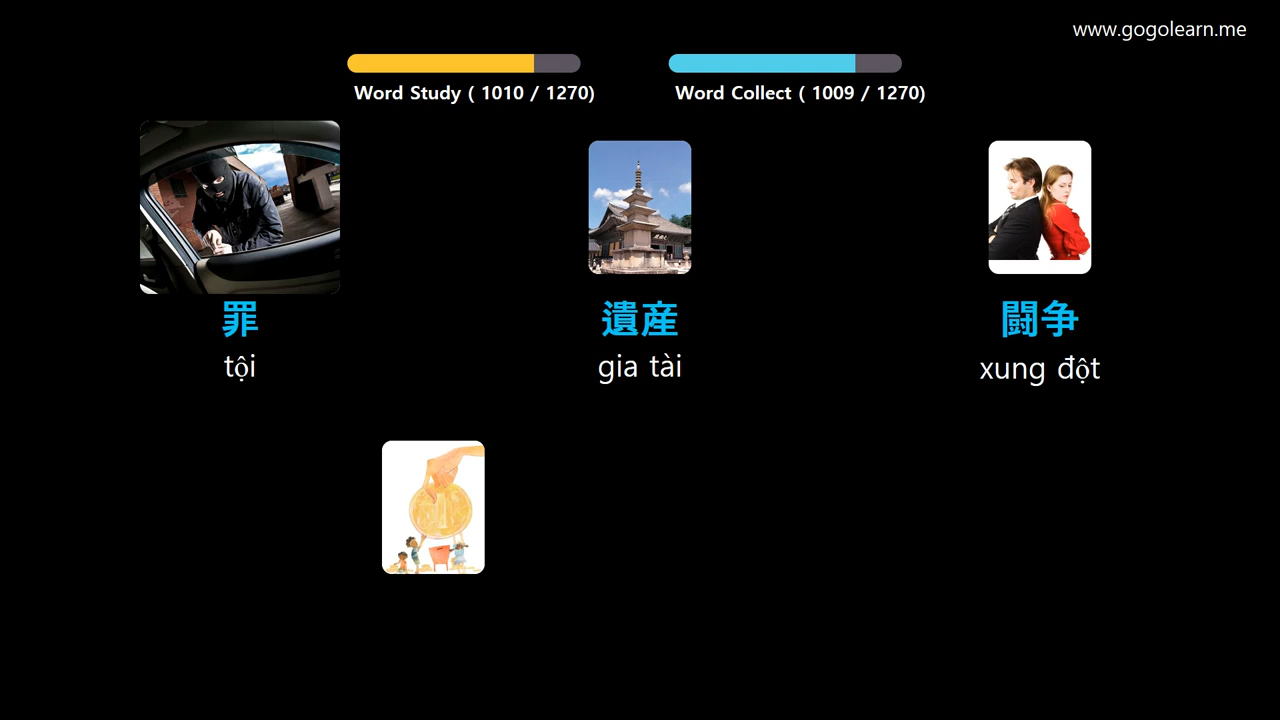 www.gogolearn.me
Word Study ( 1010 / 1270)
Word Collect ( 1009 / 1270)
罪
遺産
闘争
tội
gia tài
xung đột